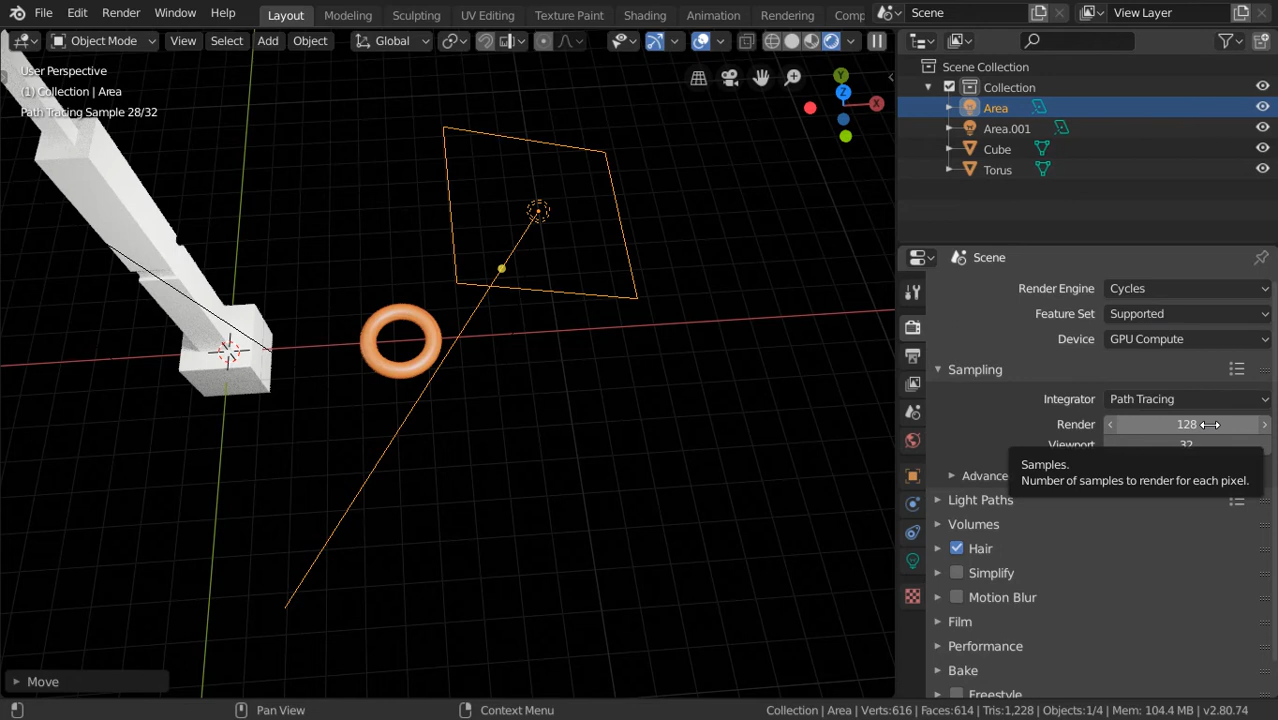 File Edit Render Window Help Layout Modeling Sculpting UV Editing Texture Paint Shading Animation Rendering Comp Scene View Layer
Object Mode View Select Add Object Global
User Perspective
(1) Collection | Area
Path Tracing Sample 28/32
Y
Z
X
Scene Collection
Collection
Area
Area.001
Cube
Torus
Scene
Render Engine Cycles
Feature Set Supported
Device GPU Compute
Sampling
Integrator Path Tracing
Render 128
Viewport 32
Samples.
Number of samples to render for each pixel.
Advance
Light Paths
Volumes
Hair
Simplify
Motion Blur
Film
Performance
Bake
Freestyle
Move
Pan View Context Menu Collection | Area | Verts:616 | Faces:614 | Tris:1,228 | Objects:1/4 | Mem: 104.4 MB | v2.80.74